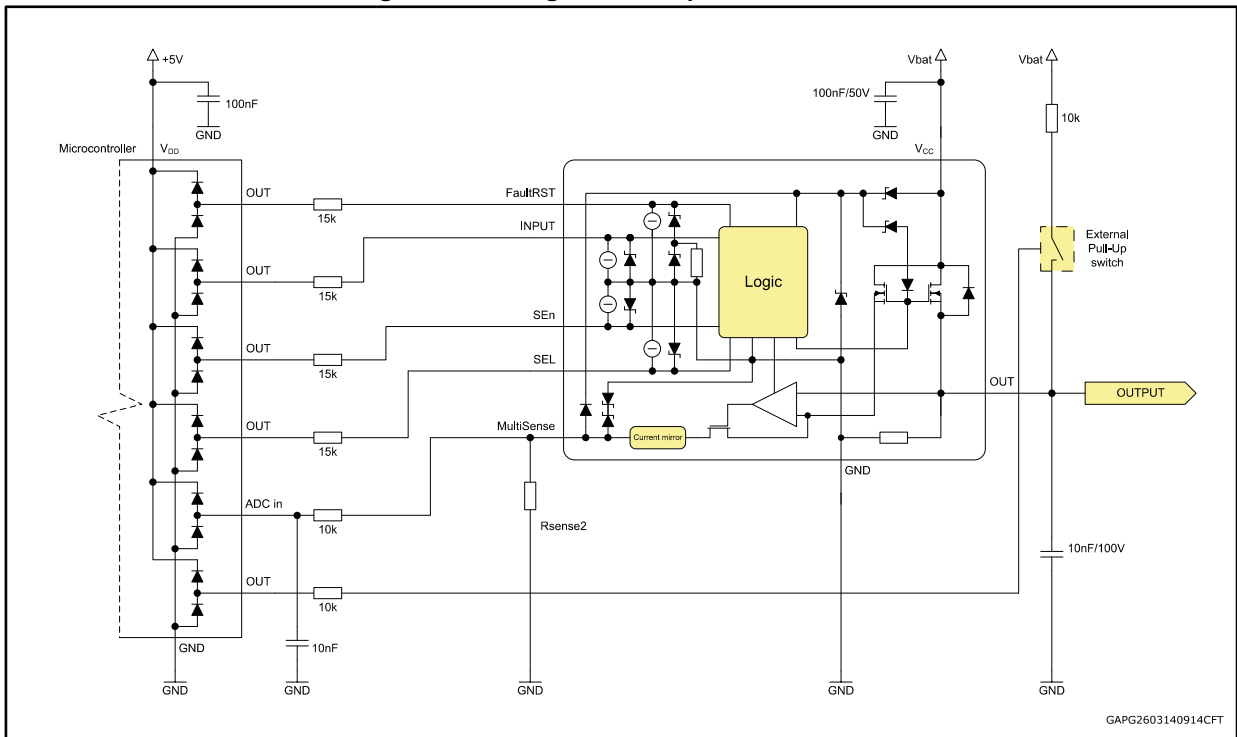 +5V
Vbat
Vbat
100nF
100nF/50V
GND
GND
10k
Microcontroller
VDD
VCC
OUT
FaultRST
15k
INPUT
External
Pull-Up
switch
OUT
15k
Logic
SEn
OUT
15k
SEL
OUT
OUTPUT
OUT
15k
MultiSense
Current mirror
GND
ADC in
10k
Rsense2
10nF/100V
OUT
10k
GND
10nF
GND
GND
GND
GND
GND
GAPG2603140914CFT